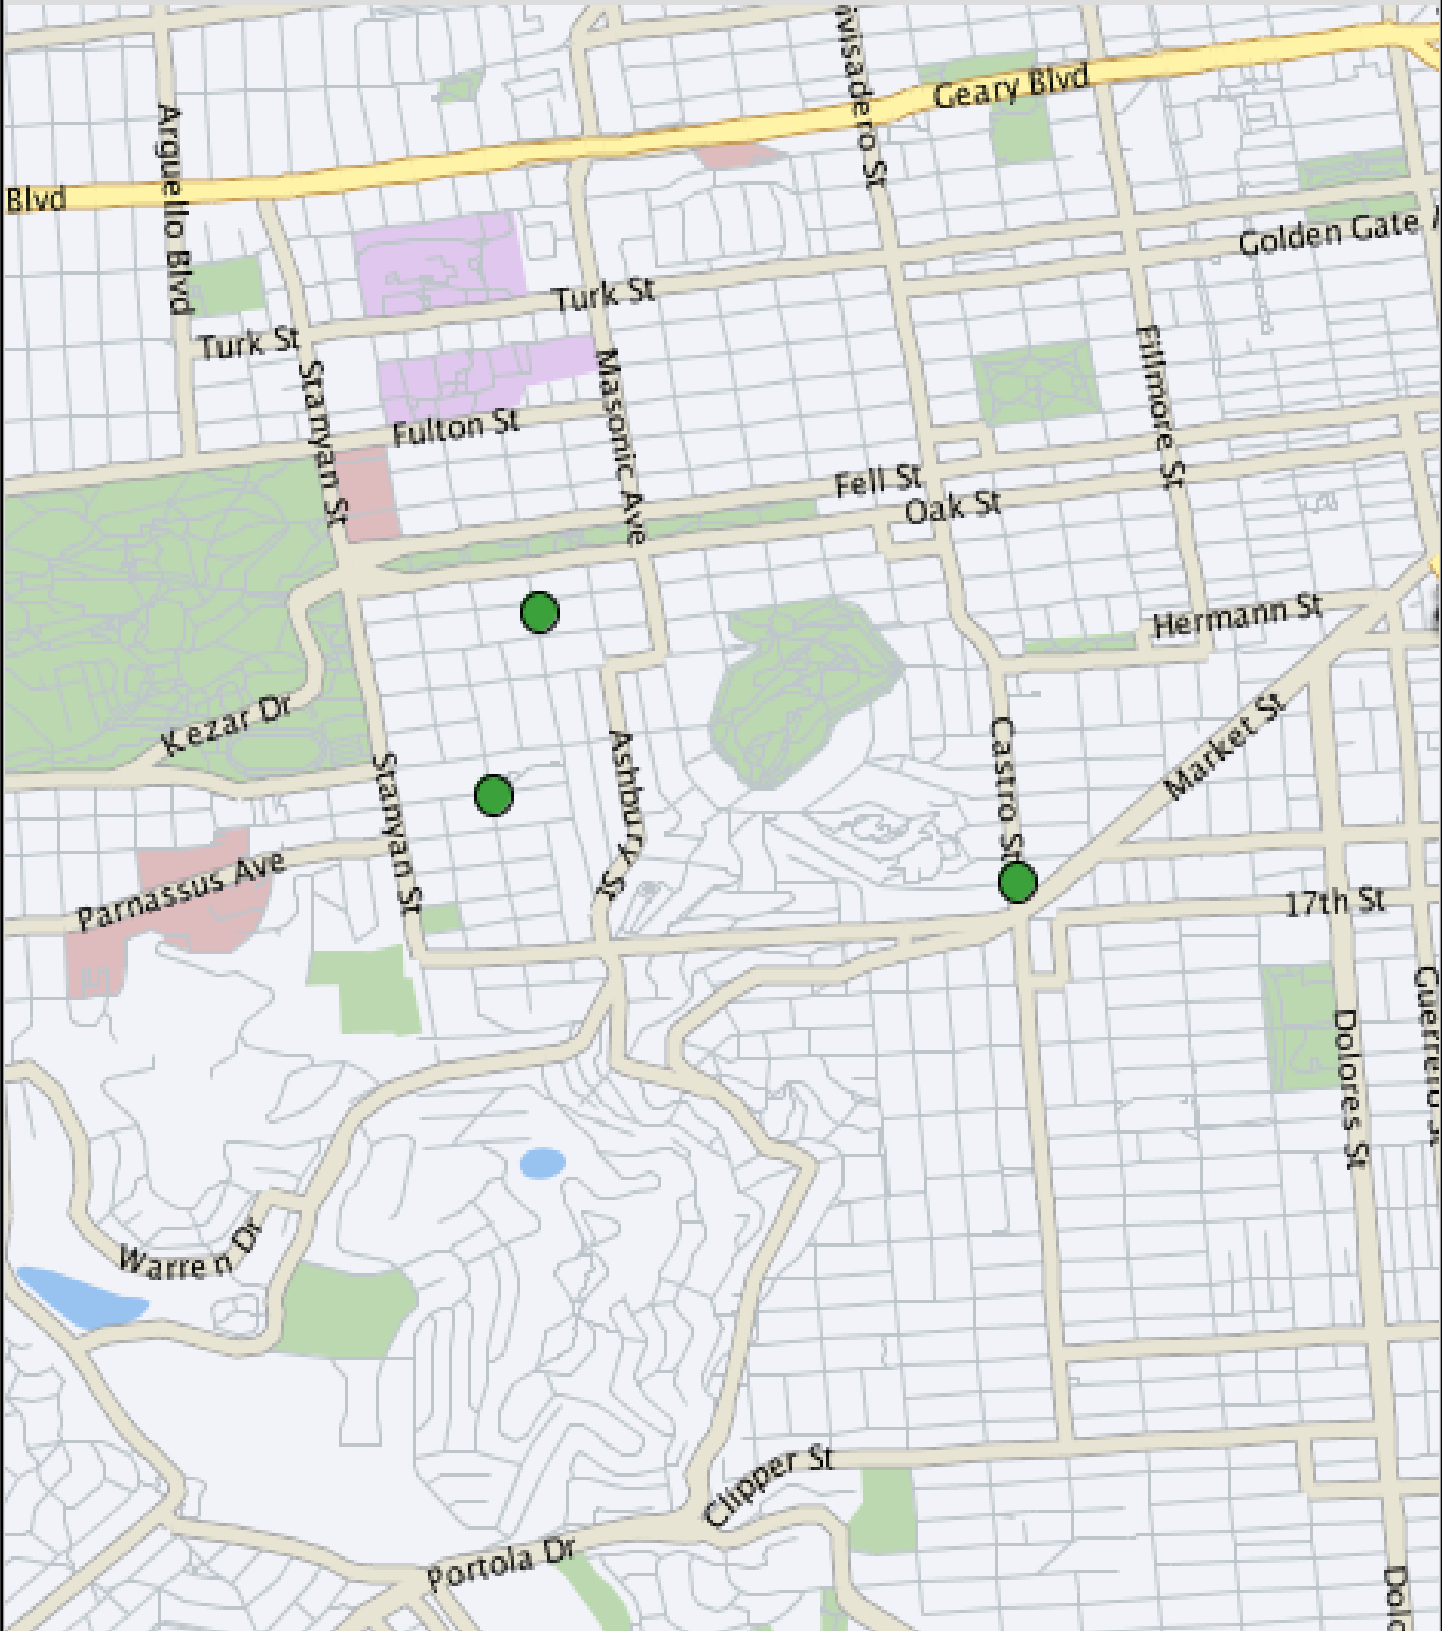 Geary Blvd
Arguello Blvd
Blvd
Golden Gate
Turk St
Turk St
Stanyan St
Masonic Ave
Fillmore St
Fulton St
Fell St
Oak St
Hermann St
Kezar Dr
Market St
Castro St
Ashbury St
Stanyan St
Parnassus Ave
17th St
Dolores St
Warren Dr
Clipper St
Portola Dr